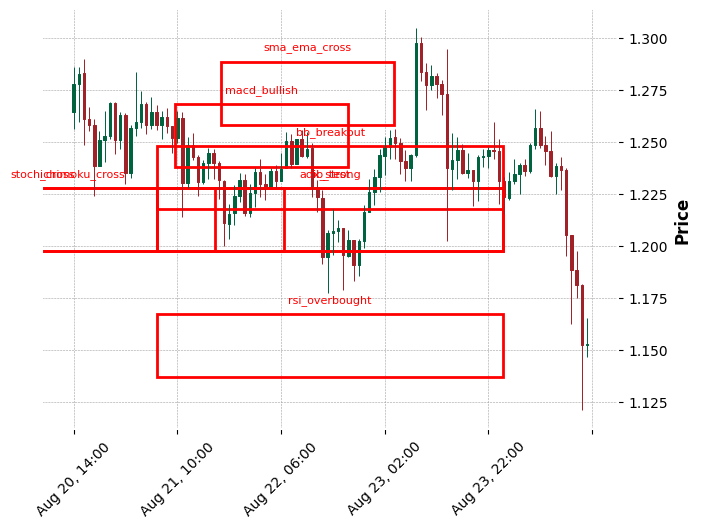 sma_ema_cross
macd_bullish
bb_breakout
1.300
1.275
1.250
1.225
1.200
1.175
1.150
1.125
Price
rsi_overbought
Aug 20, 14:00
Aug 21, 10:00
Aug 22, 06:00
Aug 23, 02:00
Aug 23, 22:00